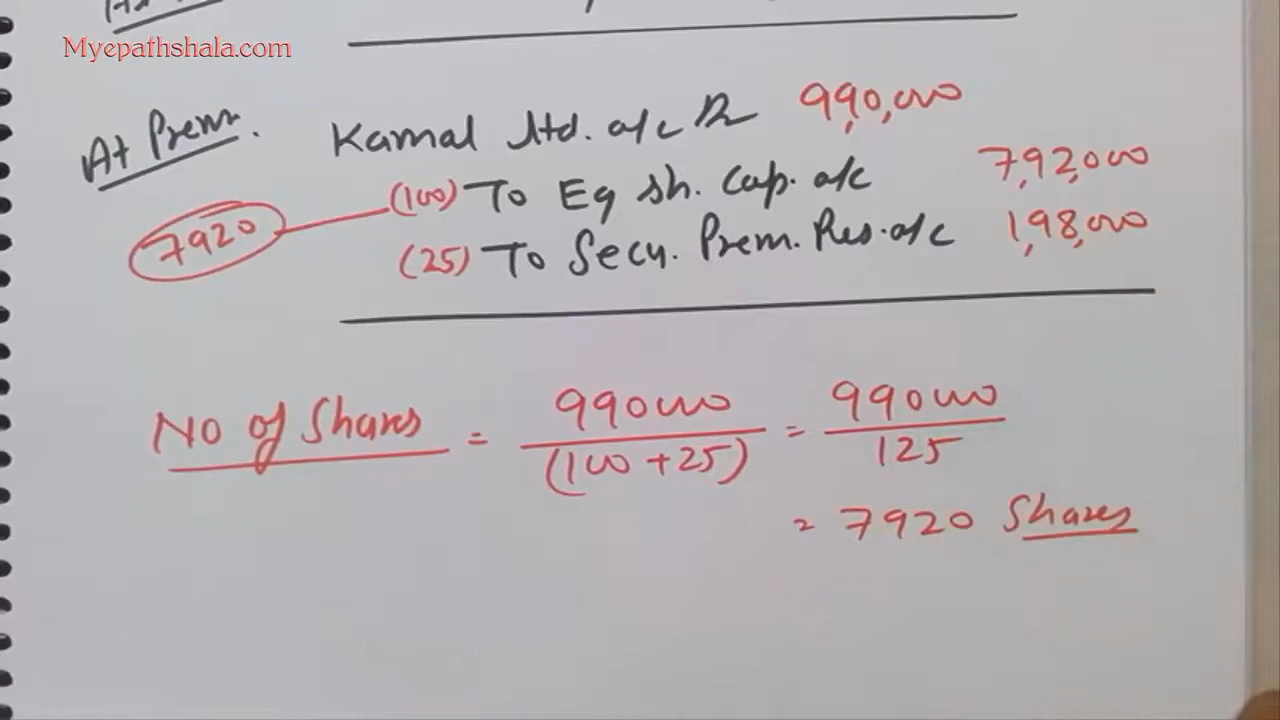 Myepathshala.com
At Prem. Kamal ltd. a/c Dr 990,000
7920 (100) To Eq Sh. Cap. a/c 7,92,000
(25) To Secu. Prem. Res. a/c 1,98,000
No of Shares = 990000 / (100 + 25) = 990000 / 125
= 7920 Shares